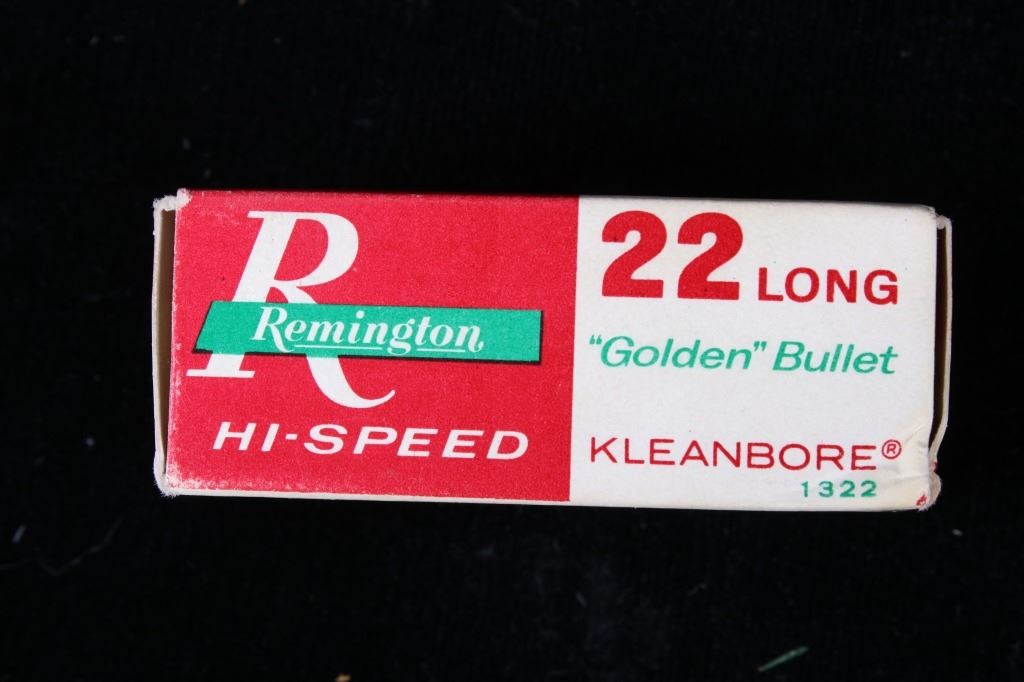 R
Remington
HI-SPEED
22 LONG
"Golden" Bullet
KLEANBORE®
1322